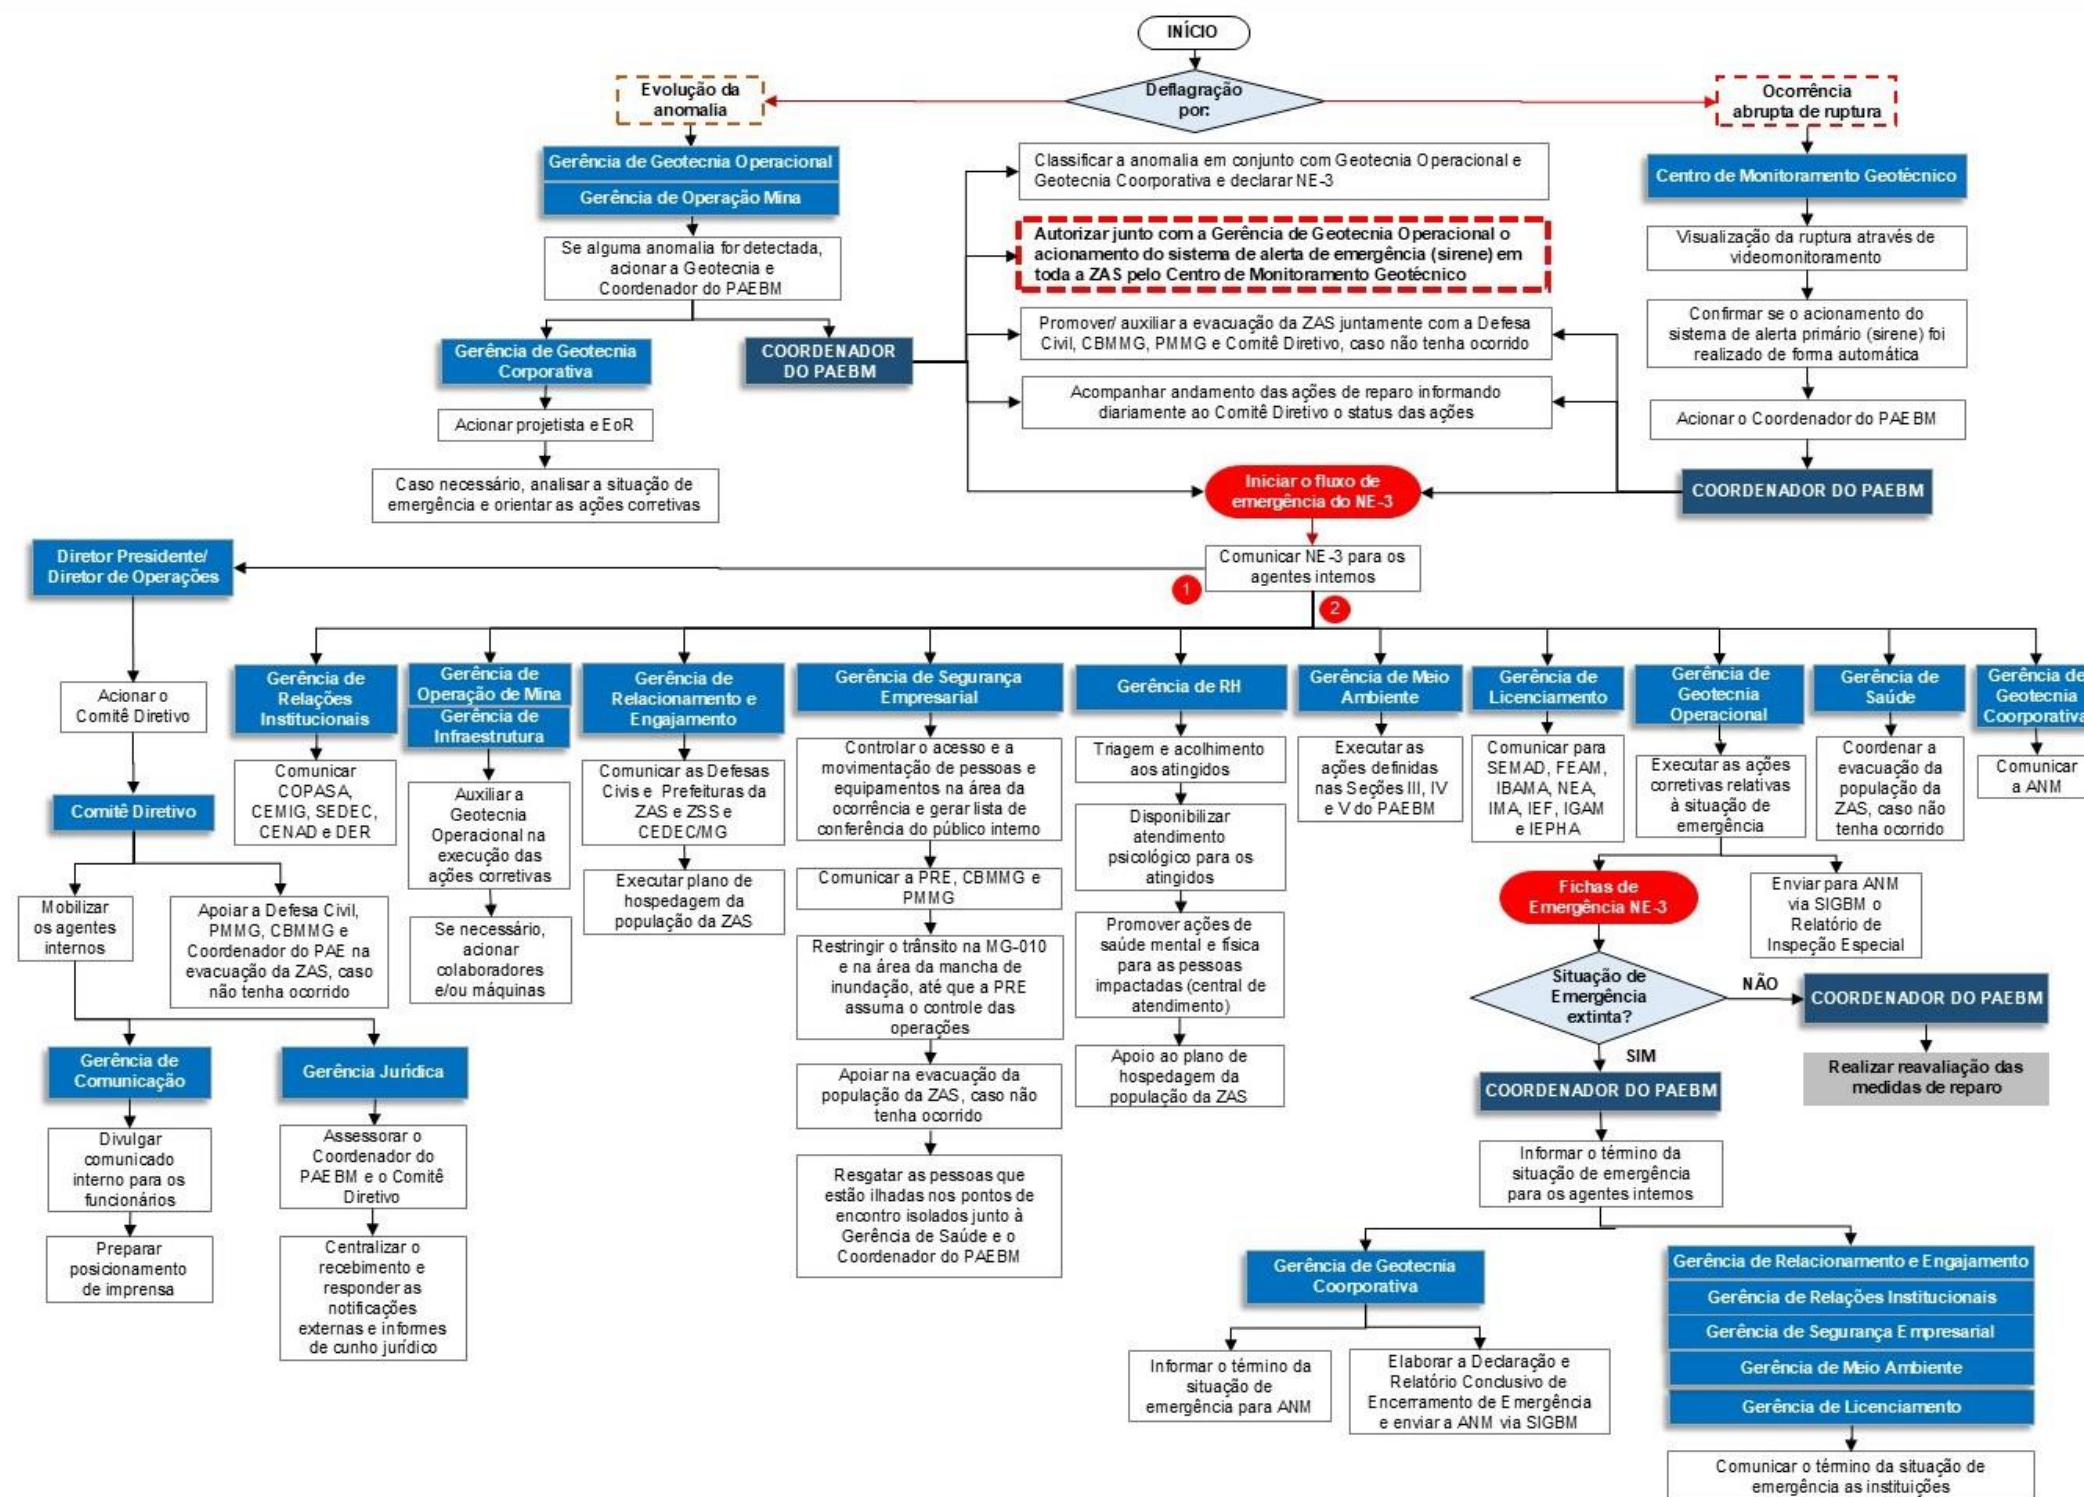 INÍCIO
Deflagração
por:
Evolução da
anomalia
Ocorrência
abrupta de ruptura
Gerência de Geotecnia Operacional
Gerência de Operação Mina
Se alguma anomalia for detectada,
acionar a Geotecnia e
Coordenador do PAEBM
Gerência de Geotecnia
Corporativa
Acionar projetista e EoR
Caso necessário, analisar a situação de
emergência e orientar as ações corretivas
COORDENADOR
DO PAEBM
Classificar a anomalia em conjunto com Geotecnia Operacional e
Geotecnia Coorporativa e declarar NE-3
Autorizar junto com a Gerência de Geotecnia Operacional o
acionamento do sistema de alerta de emergência (sirene) em
toda a ZAS pelo Centro de Monitoramento Geotécnico
Promover/ auxiliar a evacuação da ZAS juntamente com a Defesa
Civil, CBMMG, PMMG e Comitê Diretivo, caso não tenha ocorrido
Acompanhar andamento das ações de reparo informando
diariamente ao Comitê Diretivo o status das ações
Centro de Monitoramento Geotécnico
Visualização da ruptura através de
videomonitoramento
Confirmar se o acionamento do
sistema de alerta primário (sirene) foi
realizado de forma automática
Acionar o Coordenador do PAEBM
COORDENADOR DO PAEBM
Iniciar o fluxo de
emergência do NE-3
Comunicar NE-3 para os
agentes internos
1
2
Diretor Presidente/
Diretor de Operações
Acionar o
Comitê Diretivo
Comitê Diretivo
Mobilizar
os agentes
internos
Apoiar a Defesa Civil,
PMMG, CBMMG e
Coordenador do PAE na
evacuação da ZAS, caso
não tenha ocorrido
Gerência de
Comunicação
Divulgar
comunicado
interno para os
funcionários
Preparar
posicionamento
de imprensa
Gerência Jurídica
Assessorar o
Coordenador do
PAEBM e o Comitê
Diretivo
Centralizar o
recebimento e
responder as
notificações
externas e informes
de cunho jurídico
Gerência de
Relações
Institucionais
Comunicar
COPASA,
CEMIG, SEDEC,
CENAD e DER
Gerência de
Operação de Mina
Gerência de
Infraestrutura
Auxiliar a
Geotecnia
Operacional na
execução das
ações corretivas
Se necessário,
acionar
colaboradores
e/ou máquinas
Gerência de
Relacionamento e
Engajamento
Comunicar as Defesas
Civis e Prefeituras da
ZAS e ZSS e
CEDEC/MG
Executar plano de
hospedagem da
população da ZAS
Gerência de Segurança
Empresarial
Controlar o acesso e a
movimentação de pessoas e
equipamentos na área da
ocorrência e gerar lista de
conferência do público interno
Comunicar a PRE, CBMMG e
PMMG
Restringir o trânsito na MG-010
e na área da mancha de
inundação, até que a PRE
assuma o controle das
operações
Apoiar na evacuação da
população da ZAS, caso não
tenha ocorrido
Resgatar as pessoas que
estão ilhadas nos pontos de
encontro isolados junto à
Gerência de Saúde e o
Coordenador do PAEBM
Gerência de RH
Triagem e acolhimento
aos atingidos
Disponibilizar
atendimento
psicológico para os
atingidos
Promover ações de
saúde mental e física
para as pessoas
impactadas (central de
atendimento)
Apoio ao plano de
hospedagem da
população da ZAS
Gerência de Meio
Ambiente
Executar as
ações definidas
nas Seções III, IV
e V do PAEBM
Gerência de
Licenciamento
Comunicar para
SEMAD, FEAM,
IBAMA, NEA,
IMA, IEF, IGAM
e IEPHA
Gerência de
Geotecnia
Operacional
Executar as ações
corretivas relativas
à situação de
emergência
Gerência de
Saúde
Coordenar a
evacuação da
população da
ZAS, caso não
tenha ocorrido
Gerência de
Geotecnia
Coorporativa
Comunicar
a ANM
Fichas de
Emergência NE-3
Enviar para ANM
via SIGBM o
Relatório de
Inspeção Especial
Situação de
Emergência
extinta?
NÃO
COORDENADOR DO PAEBM
Realizar reavaliação das
medidas de reparo
SIM
COORDENADOR DO PAEBM
Informar o término da
situação de emergência
para os agentes internos
Gerência de Geotecnia
Coorporativa
Informar o término da
situação de
emergência para ANM
Elaborar a Declaração e
Relatório Conclusivo de
Encerramento de Emergência
e enviar a ANM via SIGBM
Gerência de Relacionamento e Engajamento
Gerência de Relações Institucionais
Gerência de Segurança Empresarial
Gerência de Meio Ambiente
Gerência de Licenciamento
Comunicar o término da situação de
emergência as instituições